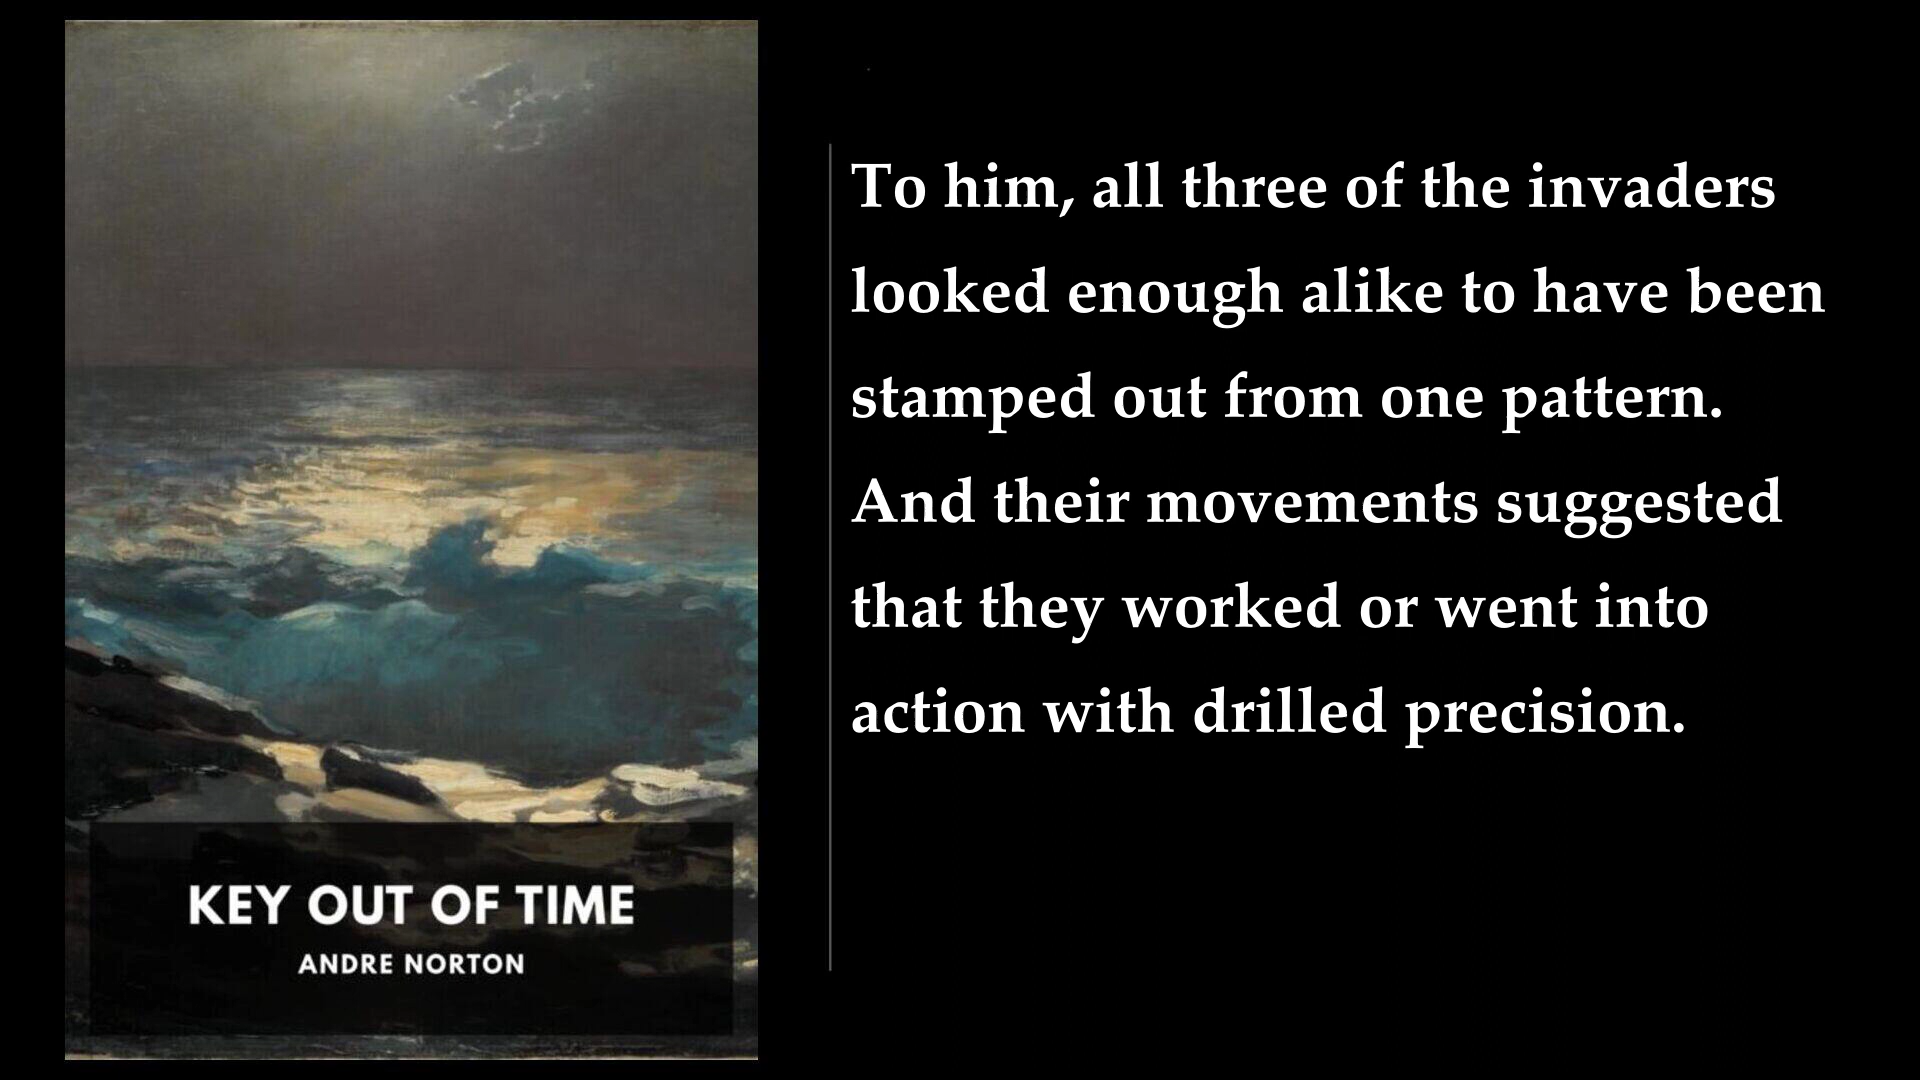 KEY OUT OF TIME
ANDRE NORTON
To him, all three of the invaders
looked enough alike to have been
stamped out from one pattern.
And their movements suggested
that they worked or went into
action with drilled precision.